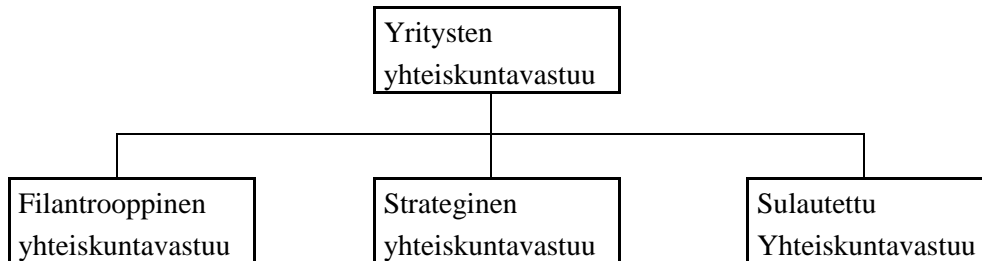 Yritysten
yhteiskuntavastuu
Filantrooppinen
yhteiskuntavastuu
Strateginen
yhteiskuntavastuu
Sulautettu
Yhteiskuntavastuu